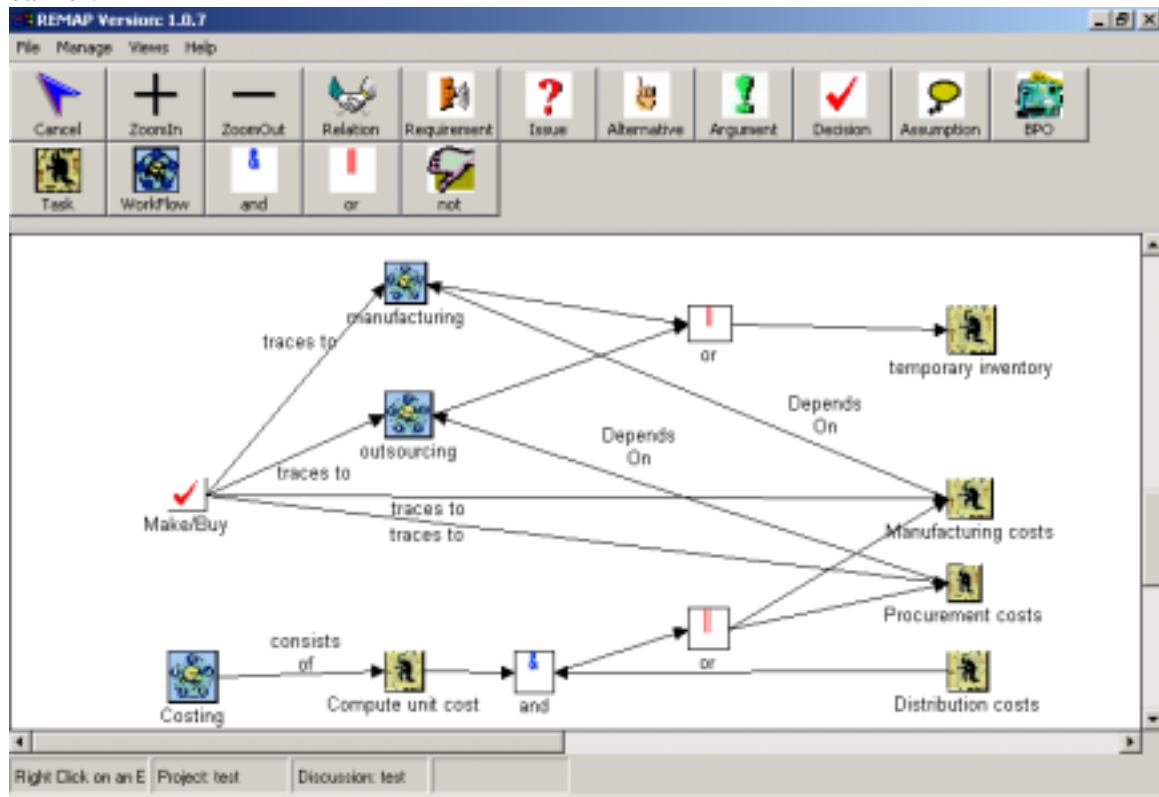 REMAP Version: 1.0.7
File Manage Views Help
Cancel ZoomIn ZoomOut Relation Requirement Issue Alternative Argument Decision Assumption BPO
Task WorkFlow and or not
manufacturing
traces to
or
temporary inventory
Depends
On
outsourcing
Depends
On
traces to
Make/Buy
traces to
Manufacturing costs
traces to
Procurement costs
consists
of
or
Costing
Compute unit cost
and
Distribution costs
Right Click on an E Project: test Discussion: test